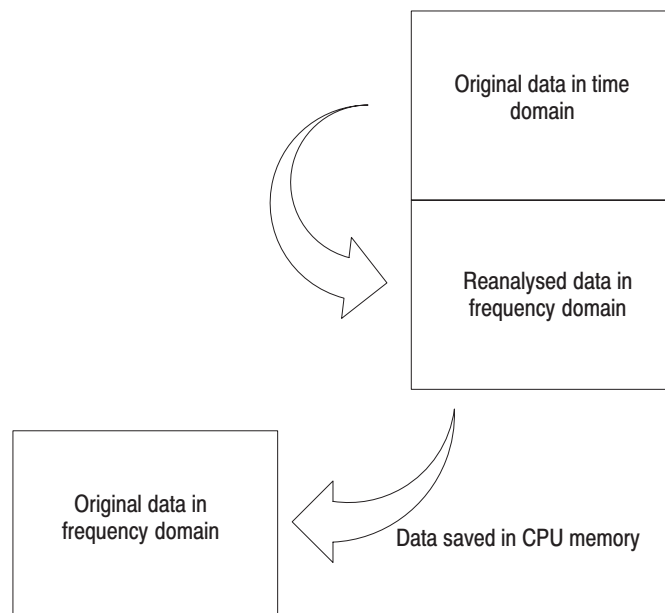 Original data in time
domain
Reanalysed data in
frequency domain
Original data in
frequency domain
Data saved in CPU memory